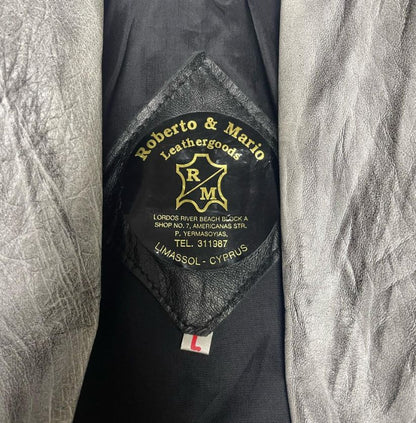 Roberto & Mario
Leathergoods
R
M
LORDOS RIVER BEACH BLOCK A
SHOP NO. 7, AMERICANAS STR.
P. YERMASOYIAS,
TEL. 311987
LIMASSOL - CYPRUS
L